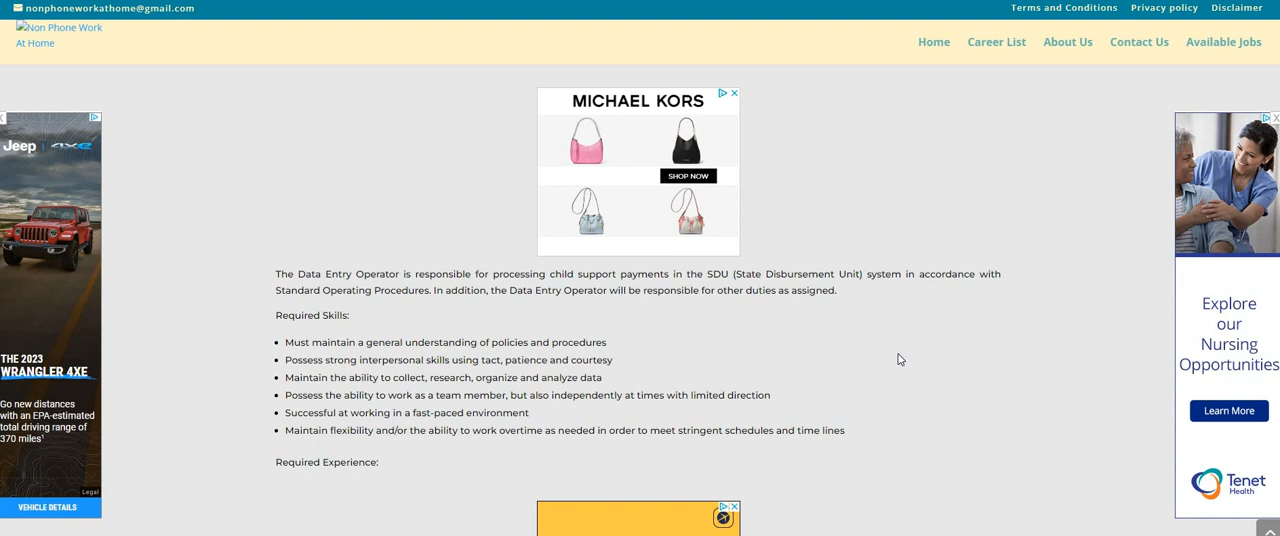 nonphoneworkathome@gmail.com
Terms and Conditions Privacy policy Disclaimer
Non Phone Work
At Home
Home Career List About Us Contact Us Available Jobs
MICHAEL KORS
SHOP NOW
Jeep 4xe
THE 2023
WRANGLER 4XE
Go new distances
with an EPA-estimated
total driving range of
370 miles¹
Legal
VEHICLE DETAILS
The Data Entry Operator is responsible for processing child support payments in the SDU (State Disbursement Unit) system in accordance with
Standard Operating Procedures. In addition, the Data Entry Operator will be responsible for other duties as assigned.
Required Skills:
Must maintain a general understanding of policies and procedures
Possess strong interpersonal skills using tact, patience and courtesy
Maintain the ability to collect, research, organize and analyze data
Possess the ability to work as a team member, but also independently at times with limited direction
Successful at working in a fast-paced environment
Maintain flexibility and/or the ability to work overtime as needed in order to meet stringent schedules and time lines
Required Experience:
Explore
our
Nursing
Opportunities
Learn More
Tenet
Health